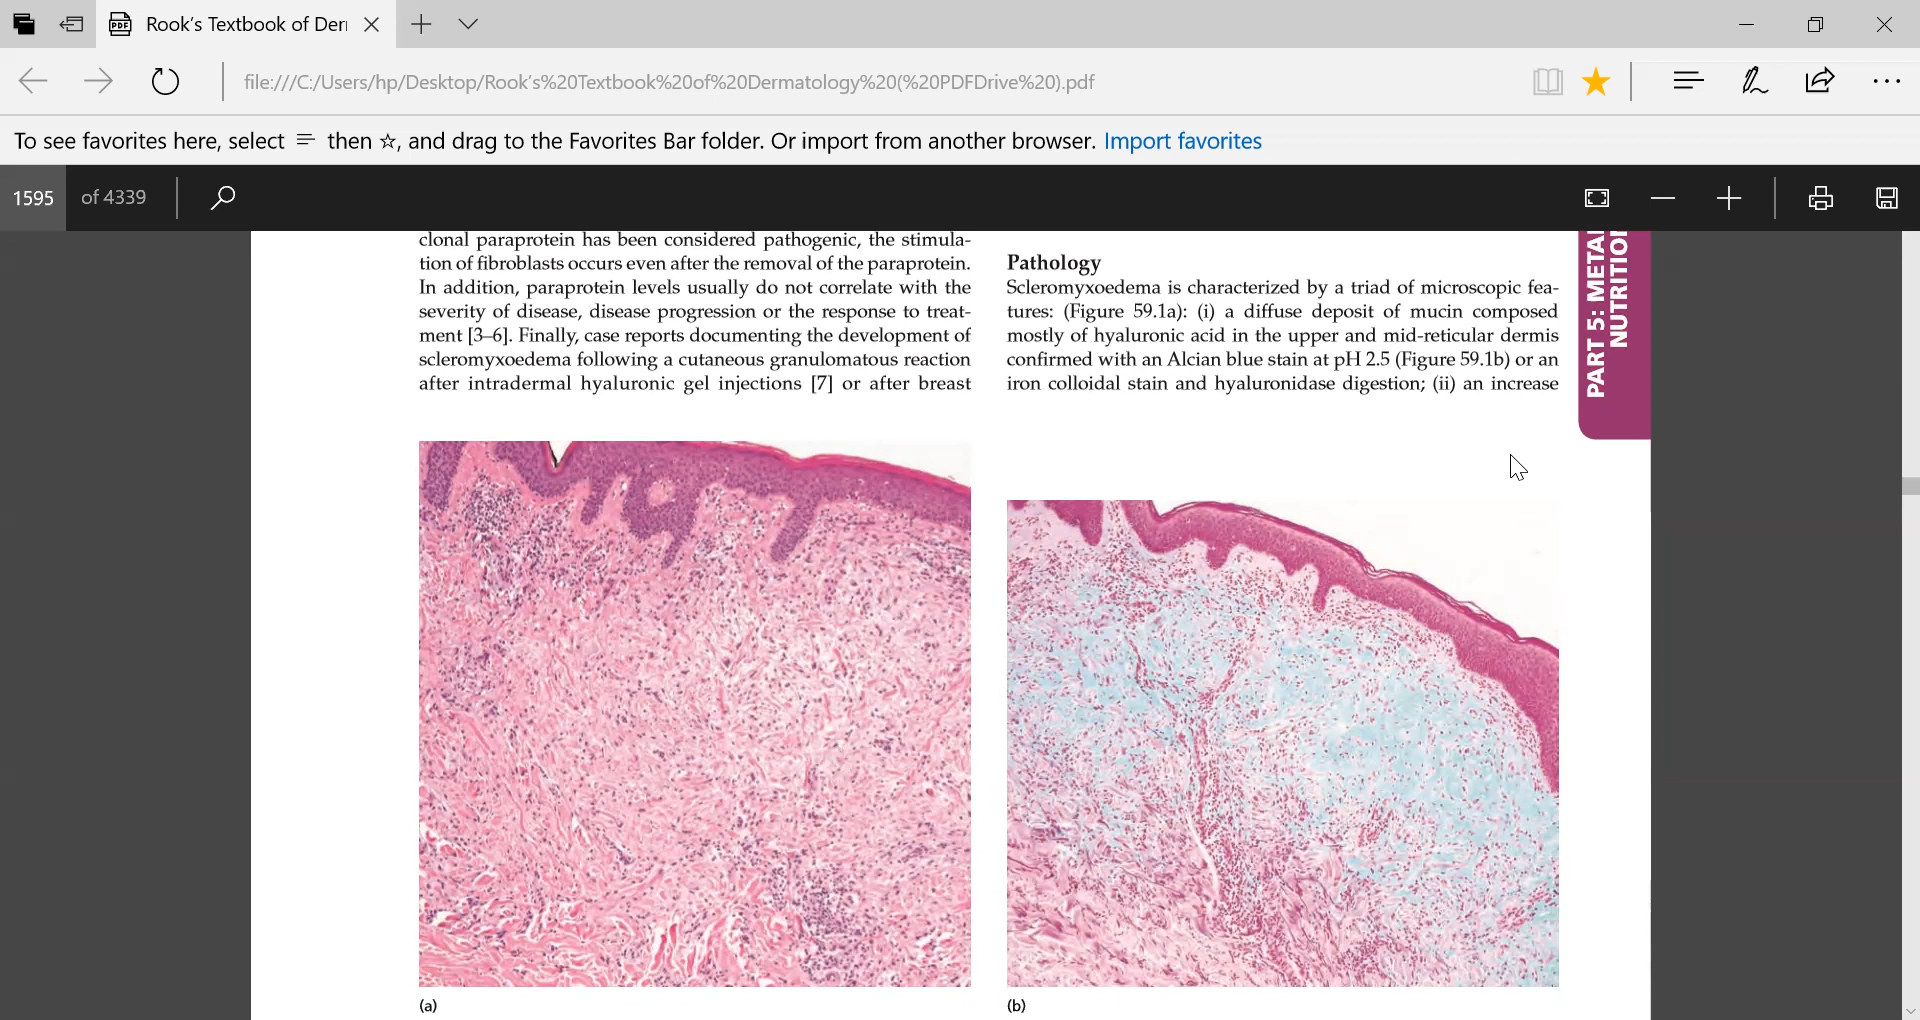 Rook's Textbook of Der
file:///C:/Users/hp/Desktop/Rook's%20Textbook%20of%20Dermatology%20(%20PDFDrive%20).pdf
To see favorites here, select then ☆, and drag to the Favorites Bar folder. Or import from another browser. Import favorites
1595 of 4339
clonal paraprotein has been considered pathogenic, the stimula-
tion of fibroblasts occurs even after the removal of the paraprotein.
In addition, paraprotein levels usually do not correlate with the
severity of disease, disease progression or the response to treat-
ment [3–6]. Finally, case reports documenting the development of
scleromyxoedema following a cutaneous granulomatous reaction
after intradermal hyaluronic gel injections [7] or after breast
Pathology
Scleromyxoedema is characterized by a triad of microscopic fea-
tures: (Figure 59.1a): (i) a diffuse deposit of mucin composed
mostly of hyaluronic acid in the upper and mid-reticular dermis
confirmed with an Alcian blue stain at pH 2.5 (Figure 59.1b) or an
iron colloidal stain and hyaluronidase digestion; (ii) an increase
PART 5: META
NUTRITIO
(a)
(b)